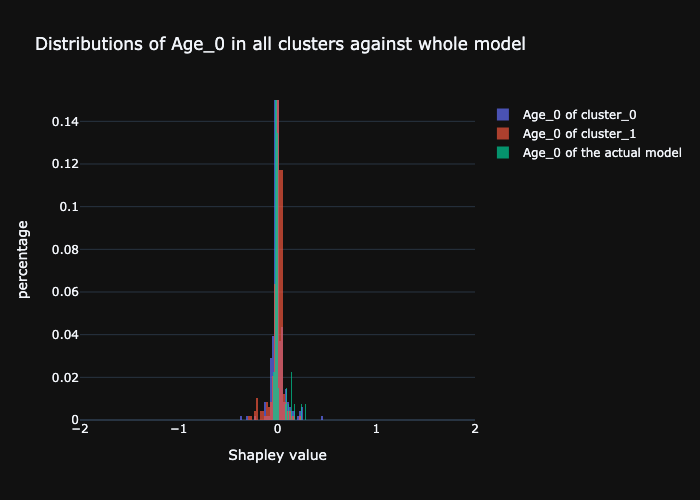 Distributions of Age_0 in all clusters against whole model
Age_0 of cluster_0
Age_0 of cluster_1
Age_0 of the actual model
percentage
0.14
0.12
0.1
0.08
0.06
0.04
0.02
0
−2
−1
0
1
2
Shapley value